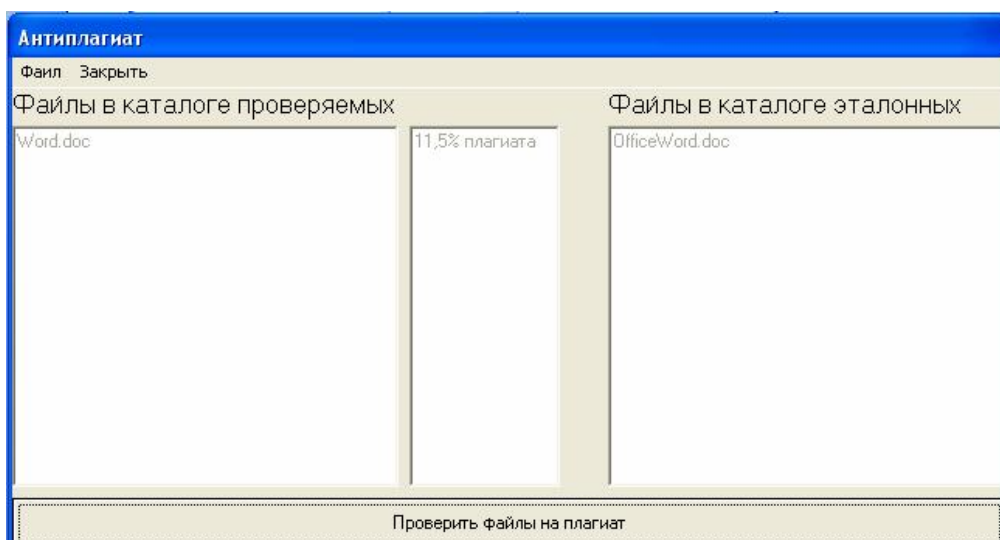 Антиплагиат
Фаил Закрыть
Файлы в каталоге проверяемых
Файлы в каталоге эталонных
Word.doc
11,5% плагиата
OfficeWord.doc
Проверить файлы на плагиат